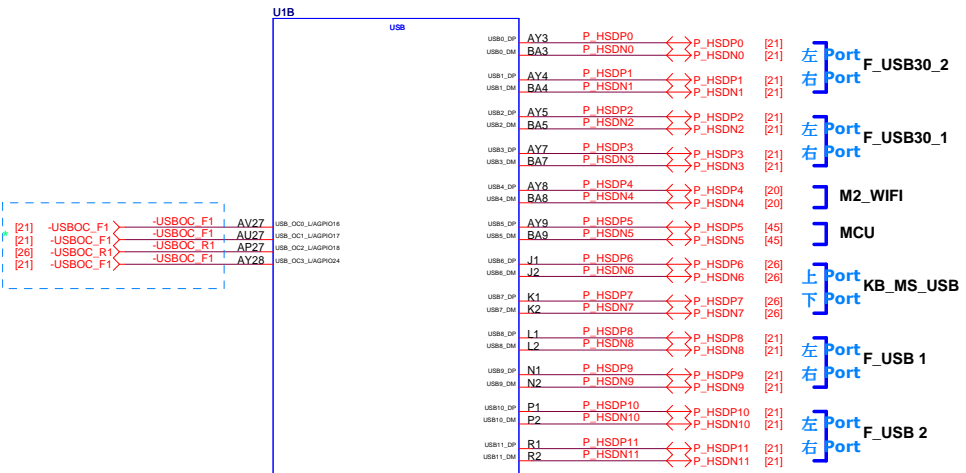 U1B
USB
USB0_DP AY3 P_HSDP0 P_HSDP0 [21]
USB0_DM BA3 P_HSDN0 P_HSDN0 [21]
左 Port
右 Port
F_USB30_2
USB1_DP AY4 P_HSDP1 P_HSDP1 [21]
USB1_DM BA4 P_HSDN1 P_HSDN1 [21]
USB2_DP AY5 P_HSDP2 P_HSDP2 [21]
USB2_DM BA5 P_HSDN2 P_HSDN2 [21]
左 Port
右 Port
F_USB30_1
USB3_DP AY7 P_HSDP3 P_HSDP3 [21]
USB3_DM BA7 P_HSDN3 P_HSDN3 [21]
USB4_DP AY8 P_HSDP4 P_HSDP4 [20]
USB4_DM BA8 P_HSDN4 P_HSDN4 [20]
M2_WIFI
USB5_DP AY9 P_HSDP5 P_HSDP5 [45]
USB5_DM BA9 P_HSDN5 P_HSDN5 [45]
MCU
* [21] -USBOC_F1 -USBOC_F1 AV27 USB_OC0_L/AGPIO16
[21] -USBOC_F1 -USBOC_F1 AU27 USB_OC1_L/AGPIO17
[26] -USBOC_R1 -USBOC_R1 AP27 USB_OC2_L/AGPIO18
[21] -USBOC_F1 -USBOC_F1 AY28 USB_OC3_L/AGPIO24
USB6_DP J1 P_HSDP6 P_HSDP6 [26]
USB6_DM J2 P_HSDN6 P_HSDN6 [26]
上 Port
下 Port
KB_MS_USB
USB7_DP K1 P_HSDP7 P_HSDP7 [26]
USB7_DM K2 P_HSDN7 P_HSDN7 [26]
USB8_DP L1 P_HSDP8 P_HSDP8 [21]
USB8_DM L2 P_HSDN8 P_HSDN8 [21]
左 Port
右 Port
F_USB 1
USB9_DP N1 P_HSDP9 P_HSDP9 [21]
USB9_DM N2 P_HSDN9 P_HSDN9 [21]
USB10_DP P1 P_HSDP10 P_HSDP10 [21]
USB10_DM P2 P_HSDN10 P_HSDN10 [21]
左 Port
右 Port
F_USB 2
USB11_DP R1 P_HSDP11 P_HSDP11 [21]
USB11_DM R2 P_HSDN11 P_HSDN11 [21]